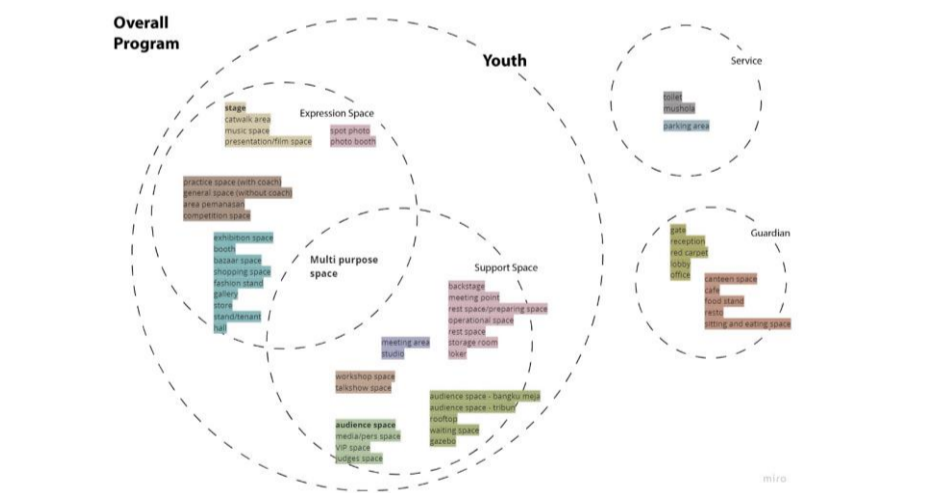 Overall
Program
Youth
Service
toilet
mushola
parking area
stage
catwalk area
music space
presentation/film space
Expression Space
spot photo
photo booth
practice space (with coach)
general space (without coach)
area pemanasan
competition space
exhibition space
booth
bazaar space
shopping space
fashion stand
gallery
store
stand/tenant
hall
Multi purpose
space
Support Space
backstage
meeting point
rest space/preparing space
operational space
rest space
storage room
loker
meeting area
studio
workshop space
talkshow space
audience space - bangku meja
audience space - tribun
rooftop
waiting space
gazebo
audience space
media/pers space
VIP space
judges space
Guardian
gate
reception
red carpet
lobby
office
canteen space
cafe
food stand
resto
sitting and eating space
miro